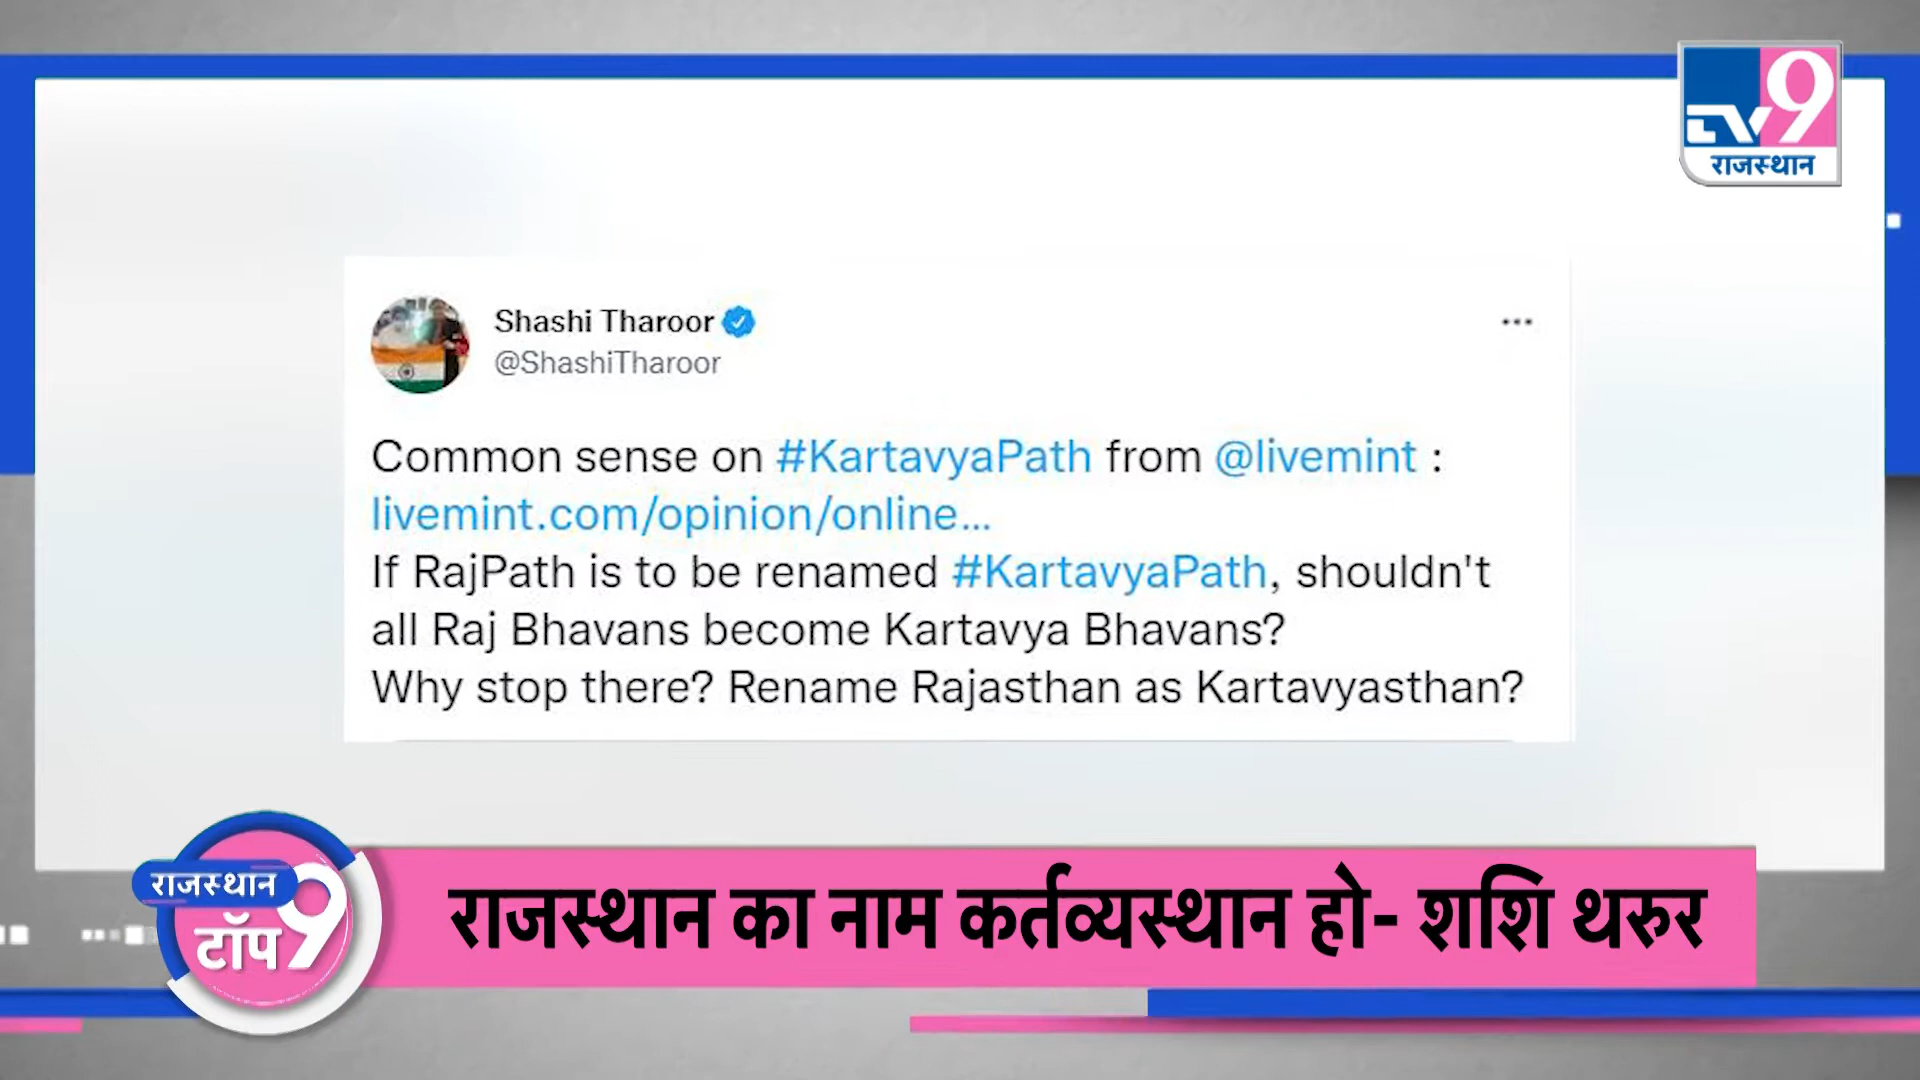 TV9
राजस्थान
Shashi Tharoor
@ShashiTharoor
Common sense on #KartavyaPath from @livemint :
livemint.com/opinion/online...
If RajPath is to be renamed #KartavyaPath, shouldn't
all Raj Bhavans become Kartavya Bhavans?
Why stop there? Rename Rajasthan as Kartavyasthan?
राजस्थान
टॉप 9
राजस्थान का नाम कर्तव्यस्थान हो- शशि थरुर